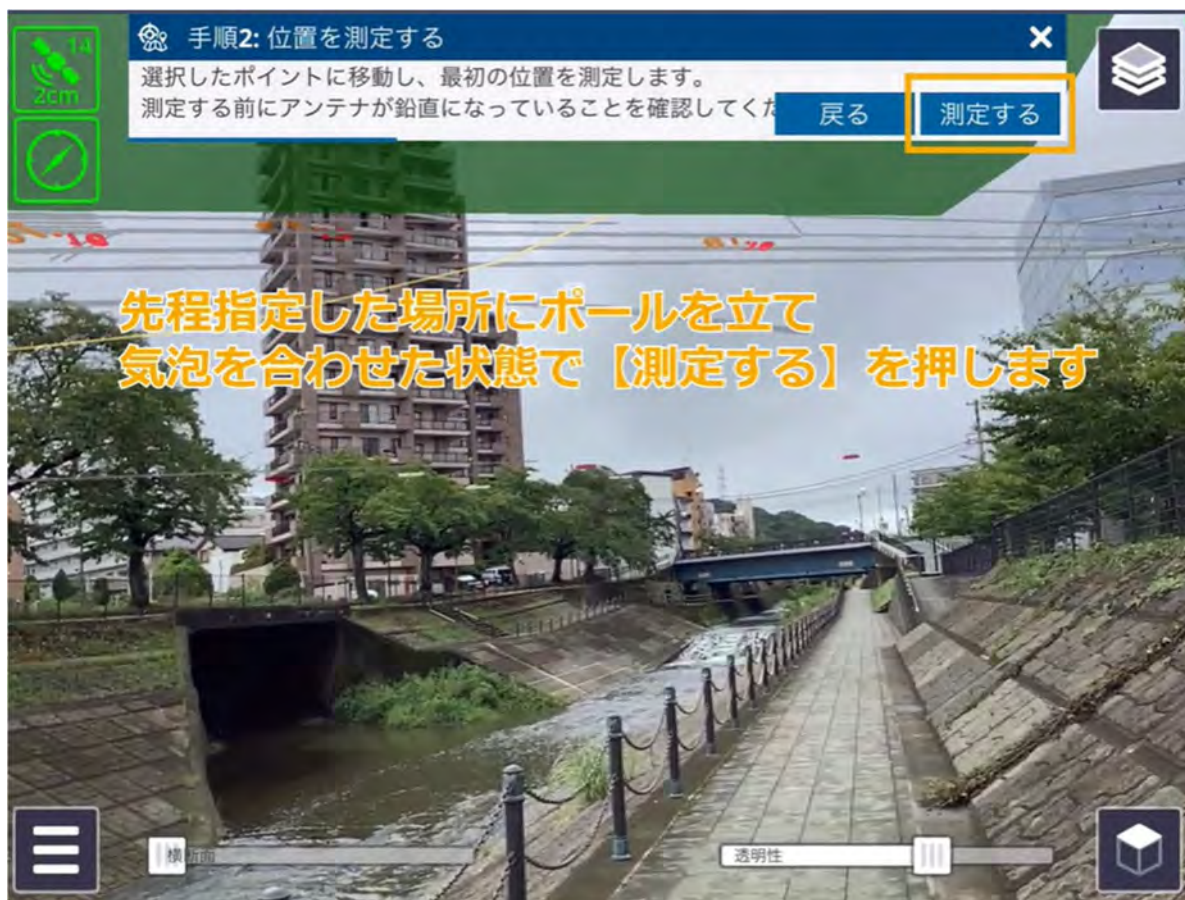 14
2cm
手順2: 位置を測定する
選択したポイントに移動し、最初の位置を測定します。
測定する前にアンテナが鉛直になっていることを確認してくだ
戻る
測定する
先程指定した場所にポールを立て
気泡を合わせた状態で【測定する】を押します
横断面
透明性